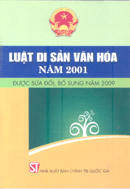 LUẬT DI SẢN VĂN HÓA
NĂM 2001
ĐƯỢC SỬA ĐỔI, BỔ SUNG NĂM 2009
NHÀ XUẤT BẢN CHÍNH TRỊ QUỐC GIA